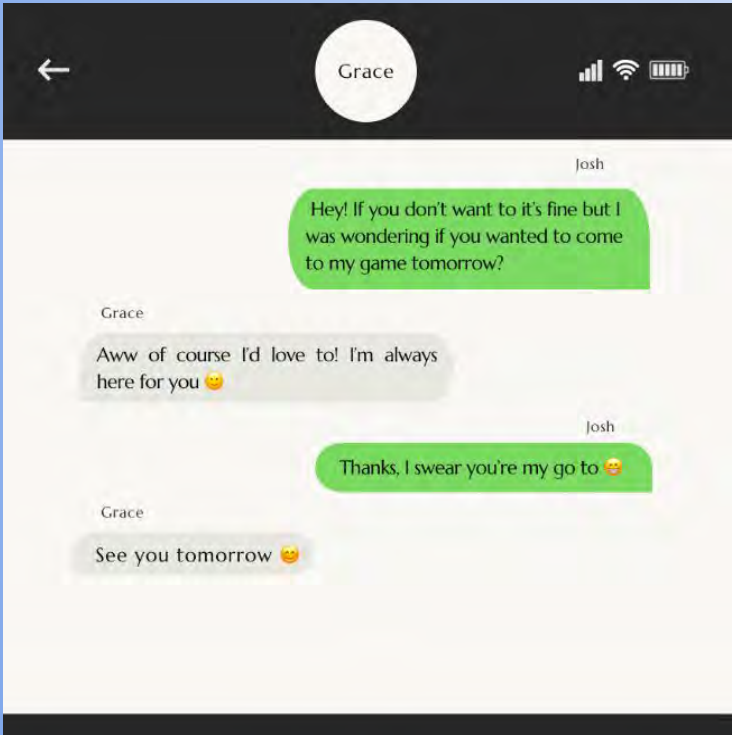 Grace
Josh
Hey! If you don't want to it's fine but I
was wondering if you wanted to come
to my game tomorrow?
Grace
Aww of course I'd love to! I'm always
here for you 🙂
Josh
Thanks, I swear you're my go to 😁
Grace
See you tomorrow 😊